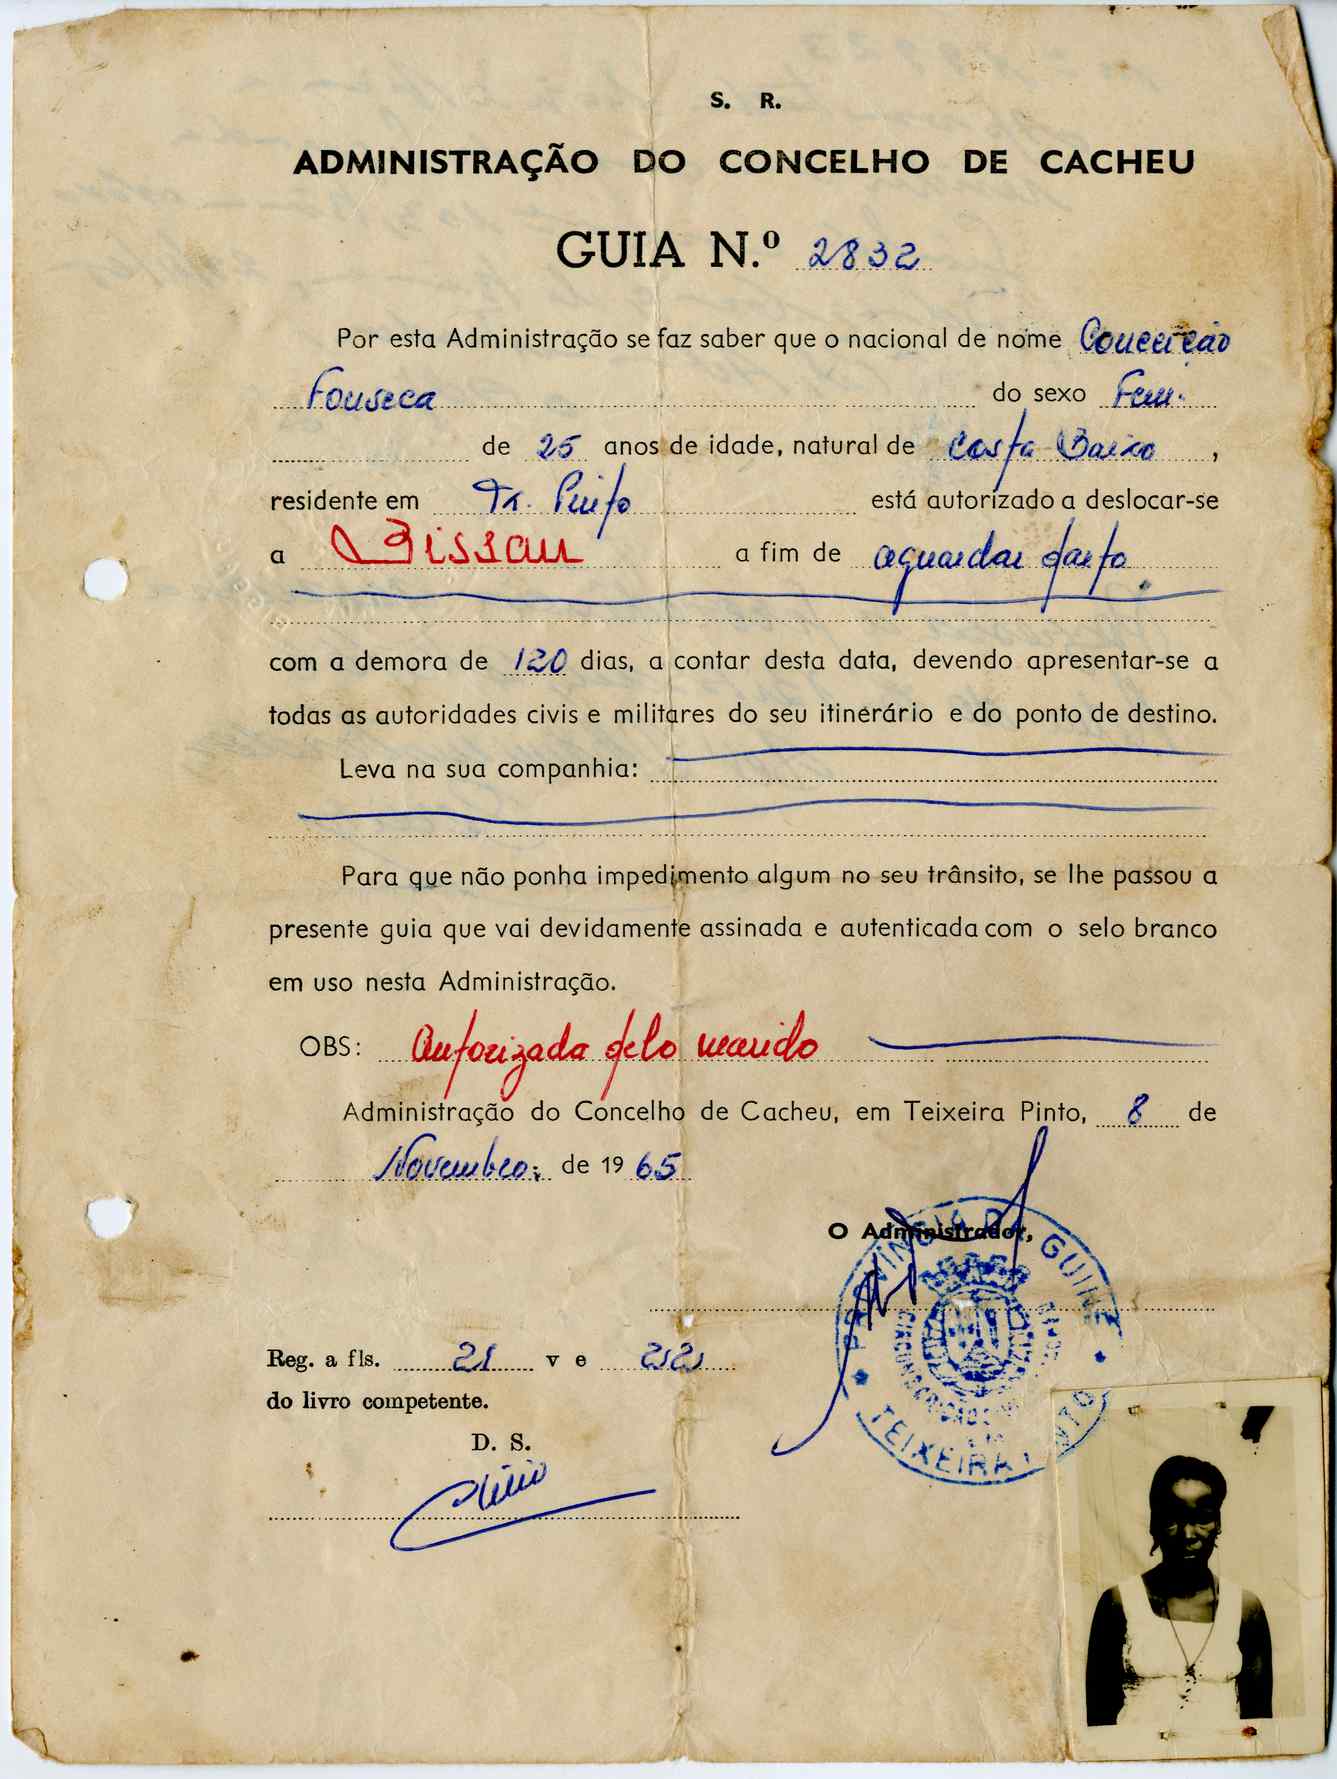 S. R.
ADMINISTRAÇÃO DO CONCELHO DE CACHEU
GUIA N.º 2832
Por esta Administração se faz saber que o nacional de nome Conceição
Fonseca do sexo Fem.
de 25 anos de idade, natural de Costa Baixo,
residente em Tx. Pinto está autorizado a deslocar-se
a Bissau a fim de aguardar parto
com a demora de 120 dias, a contar desta data, devendo apresentar-se a
todas as autoridades civis e militares do seu itinerário e do ponto de destino.
Leva na sua companhia:
Para que não ponha impedimento algum no seu trânsito, se lhe passou a
presente guia que vai devidamente assinada e autenticada com o selo branco
em uso nesta Administração.
OBS: Autorizada pelo marido
Administração do Concelho de Cacheu, em Teixeira Pinto, 8 de
Novembro de 1965
O Administrador,
PROVÍNCIA DA GUINÉ
TEIXEIRA PINTO
Reg. a fls. 21 v e 22
do livro competente.
D. S.